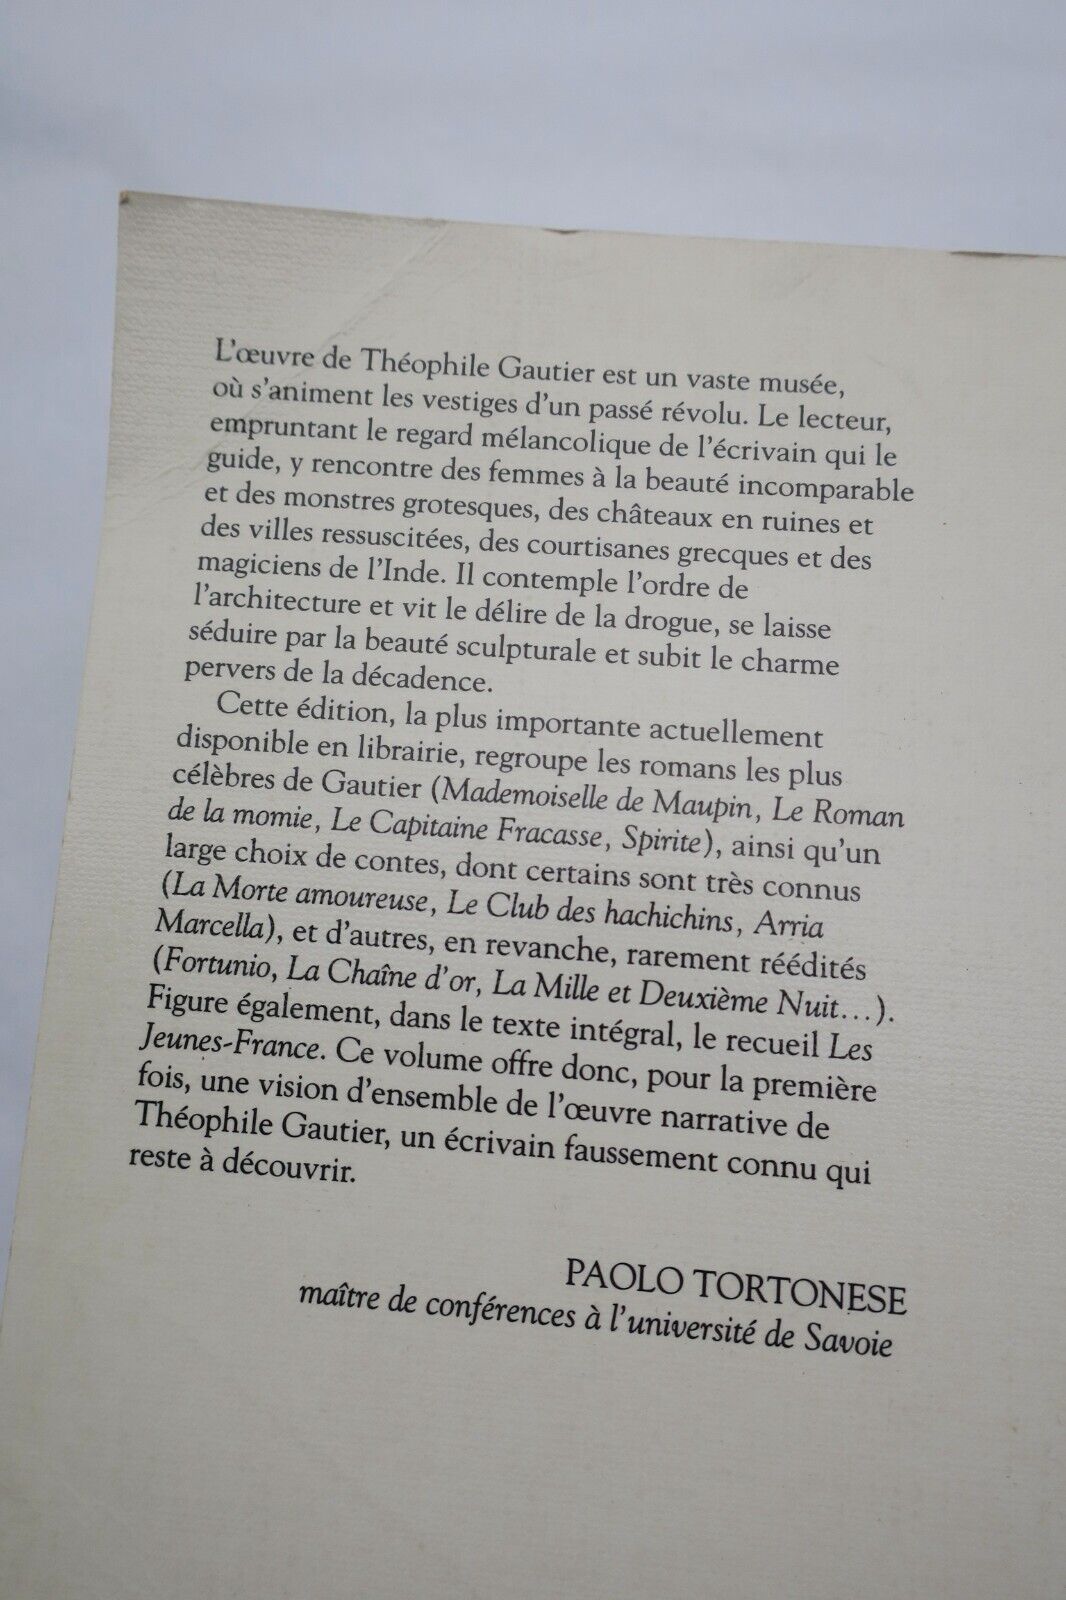 L'œuvre de Théophile Gautier est un vaste musée,
où s'animent les vestiges d'un passé révolu. Le lecteur,
empruntant le regard mélancolique de l'écrivain qui le
guide, y rencontre des femmes à la beauté incomparable
et des monstres grotesques, des châteaux en ruines et
des villes ressuscitées, des courtisanes grecques et des
magiciens de l'Inde. Il contemple l'ordre de
l'architecture et vit le délire de la drogue, se laisse
séduire par la beauté sculpturale et subit le charme
pervers de la décadence.
Cette édition, la plus importante actuellement
disponible en librairie, regroupe les romans les plus
célèbres de Gautier (Mademoiselle de Maupin, Le Roman
de la momie, Le Capitaine Fracasse, Spirite), ainsi qu'un
large choix de contes, dont certains sont très connus
(La Morte amoureuse, Le Club des hachichins, Arria
Marcella), et d'autres, en revanche, rarement réédités
(Fortunio, La Chaîne d'or, La Mille et Deuxième Nuit...).
Figure également, dans le texte intégral, le recueil Les
Jeunes-France. Ce volume offre donc, pour la première
fois, une vision d'ensemble de l'œuvre narrative de
Théophile Gautier, un écrivain faussement connu qui
reste à découvrir.
PAOLO TORTONESE
maître de conférences à l'université de Savoie